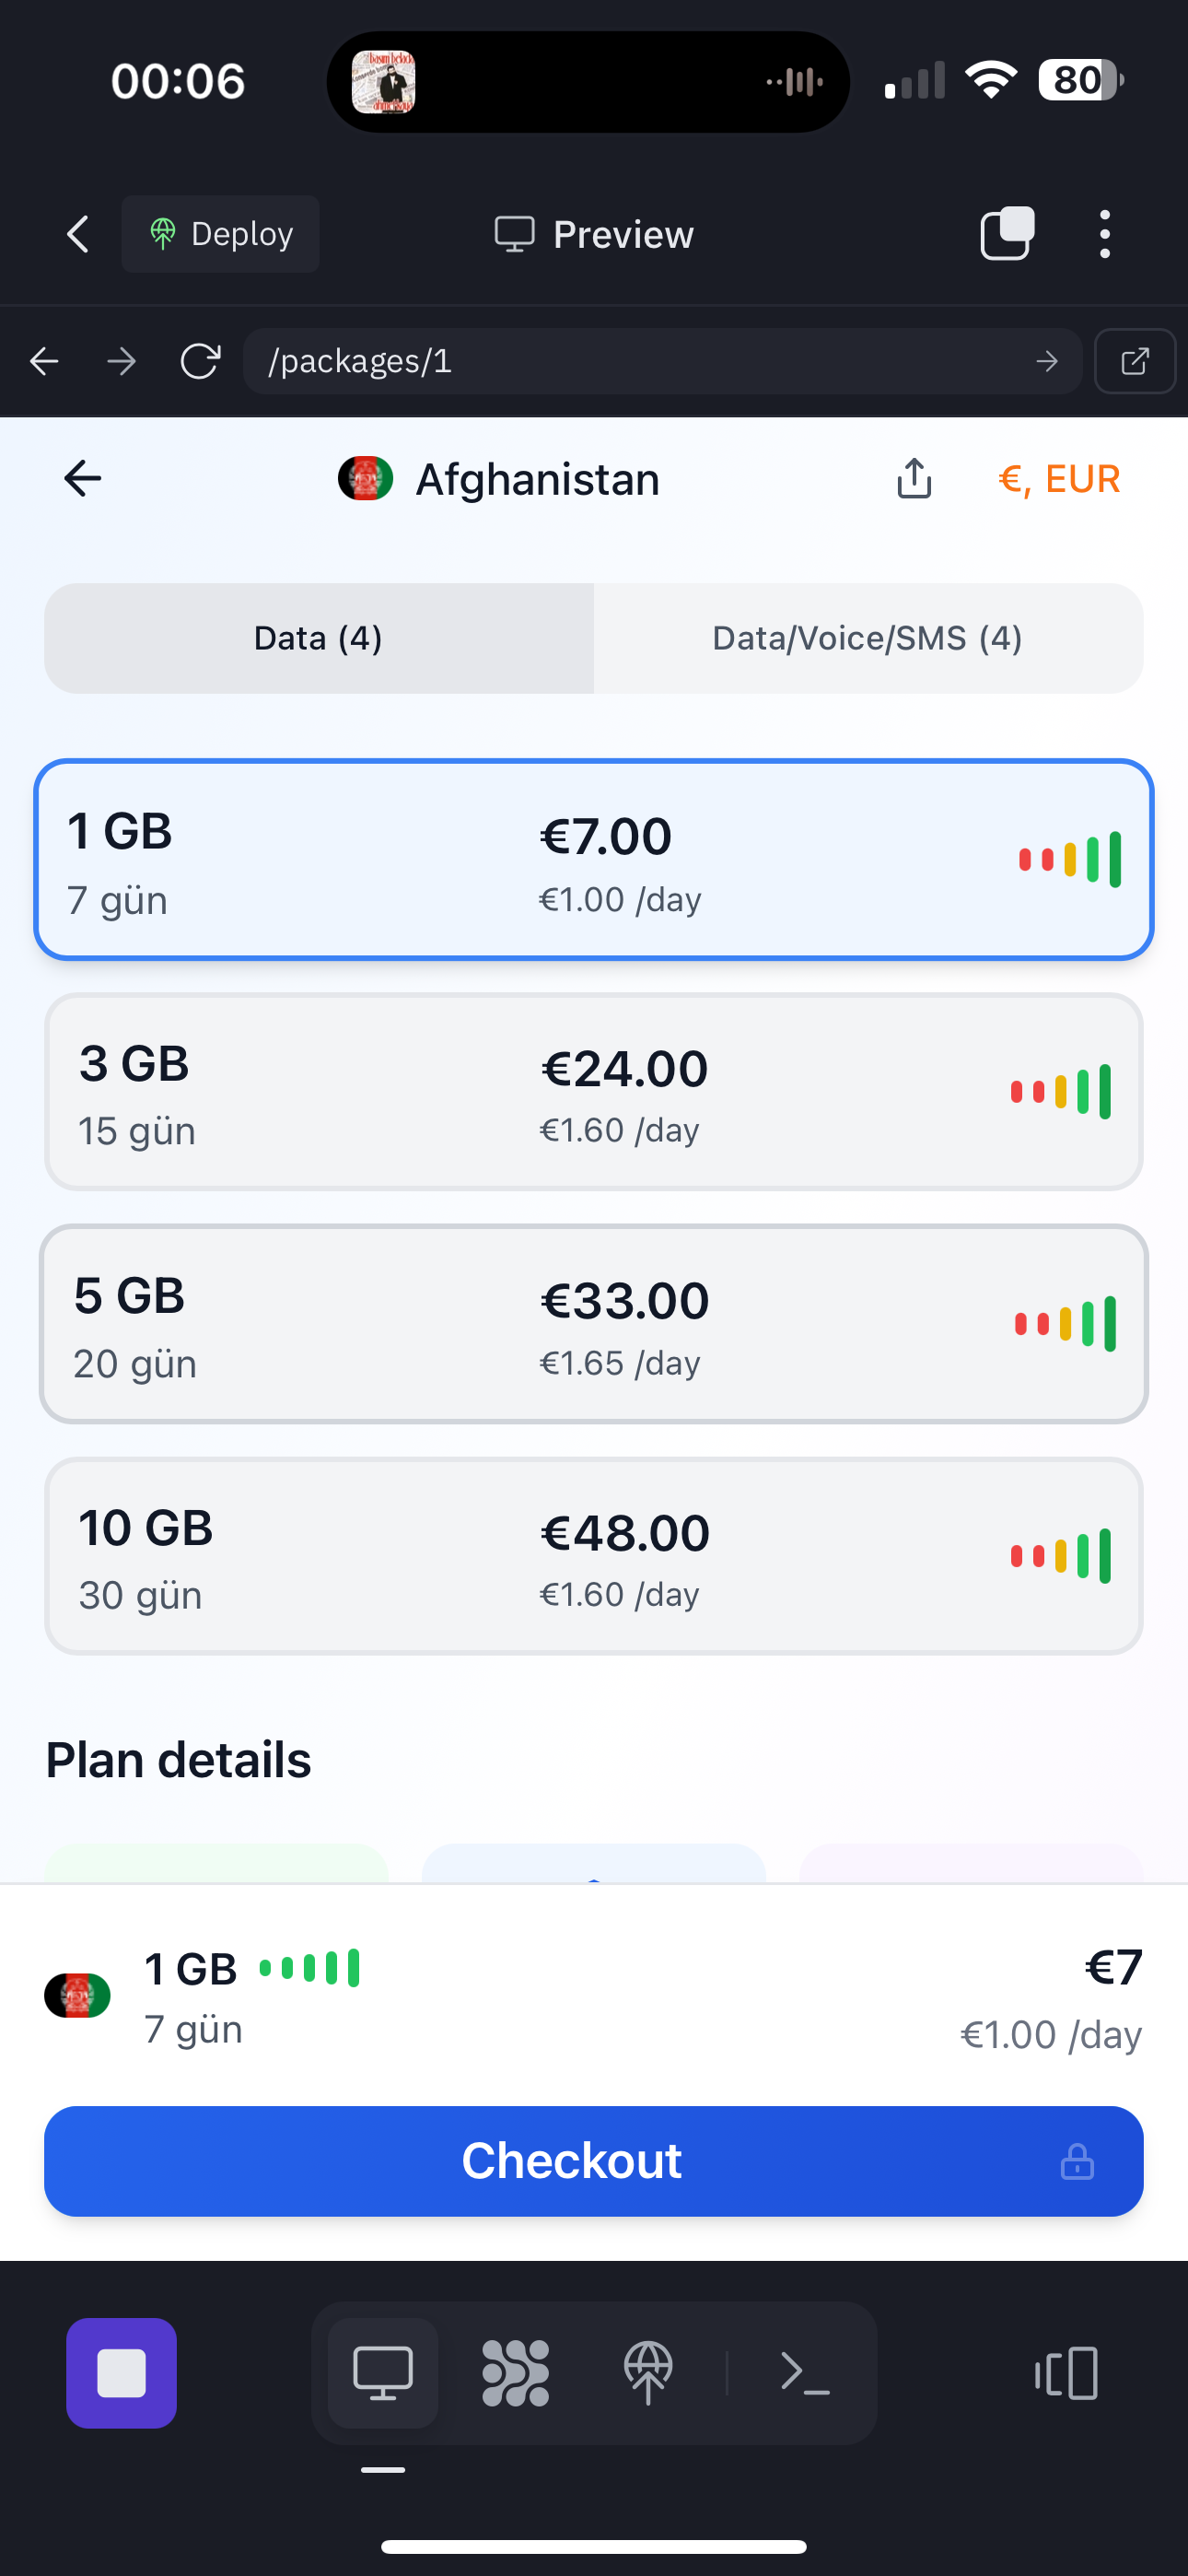 00:06
80
Deploy
Preview
/packages/1
Afghanistan
€, EUR
Data (4)
Data/Voice/SMS (4)
1 GB
€7.00
7 gün
€1.00 /day
3 GB
€24.00
15 gün
€1.60 /day
5 GB
€33.00
20 gün
€1.65 /day
10 GB
€48.00
30 gün
€1.60 /day
Plan details
1 GB
€7
7 gün
€1.00 /day
Checkout